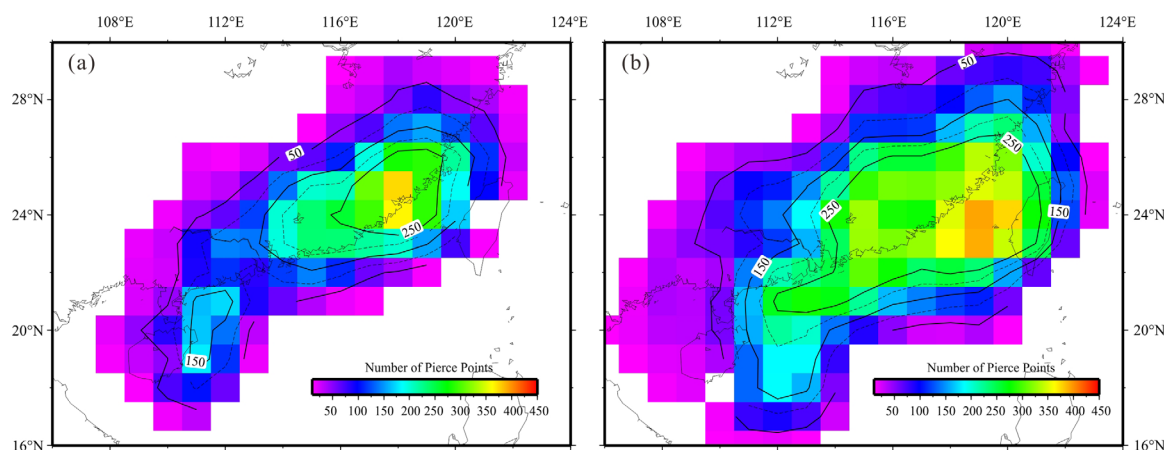 108°E 112°E 116°E 120°E 124°E 108°E 112°E 116°E 120°E 124°E
(a) (b)
50 50
28°N 28°N
50 250
24°N 250 250 150 24°N
150
20°N 150 20°N
Number of Pierce Points Number of Pierce Points
50 100 150 200 250 300 350 400 450 50 100 150 200 250 300 350 400 450
16°N 16°N